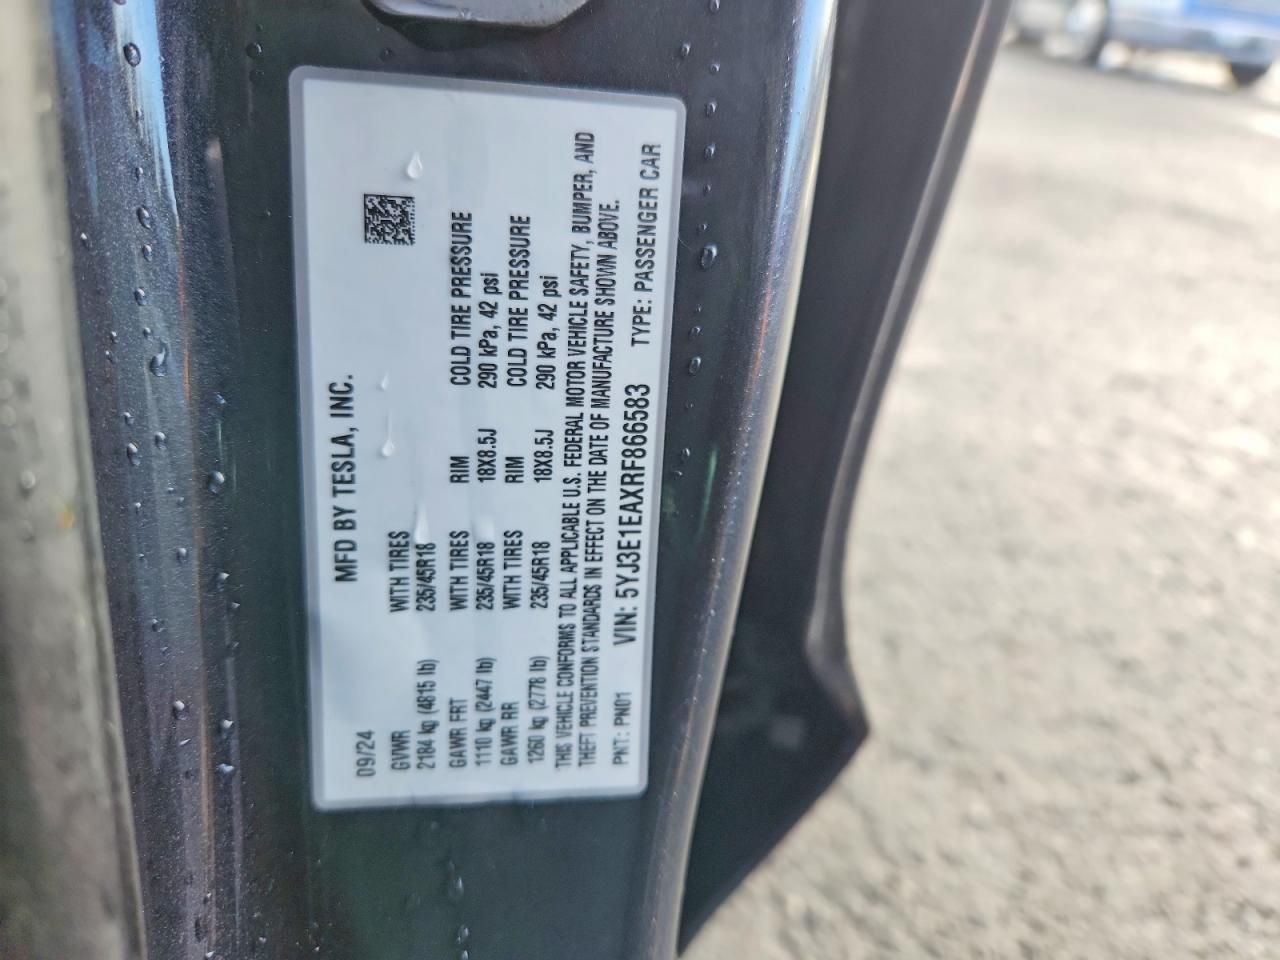 MFD BY TESLA, INC.
09/24
GVWR WITH TIRES
2184 kg (4815 lb) 235/45R18
GAWR FRT WITH TIRES RIM COLD TIRE PRESSURE
1110 kg (2447 lb) 235/45R18 18X8.5J 290 kPa, 42 psi
GAWR RR WITH TIRES RIM COLD TIRE PRESSURE
1260 kg (2778 lb) 235/45R18 18X8.5J 290 kPa, 42 psi
THIS VEHICLE CONFORMS TO ALL APPLICABLE U.S. FEDERAL MOTOR VEHICLE SAFETY, BUMPER, AND
THEFT PREVENTION STANDARDS IN EFFECT ON THE DATE OF MANUFACTURE SHOWN ABOVE.
PNT: PN01 VIN: 5YJ3E1EAXRF866583 TYPE: PASSENGER CAR